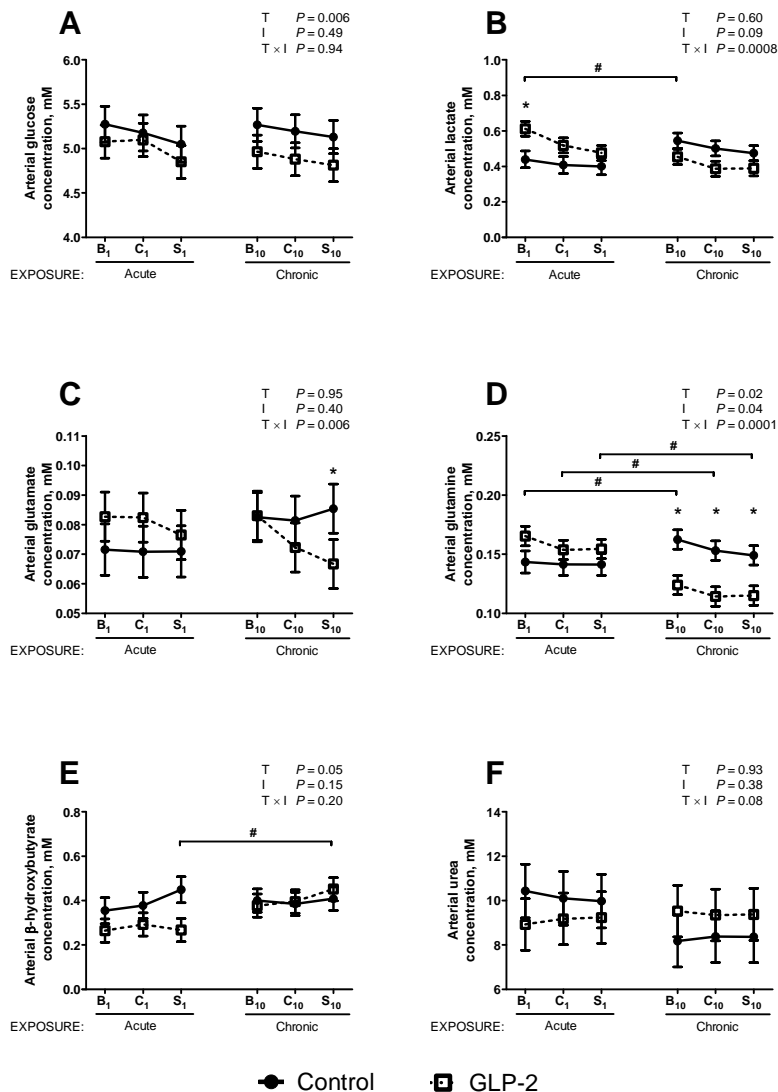 A
T P = 0.006
I P = 0.49
T × I P = 0.94
Arterial glucose
concentration, mM
6.0
5.5
5.0
4.5
4.0
B1 C1 S1 B10 C10 S10
EXPOSURE: Acute Chronic
B
T P = 0.60
I P = 0.09
T × I P = 0.0008
Arterial lactate
concentration, mM
1.0
0.8
0.6
0.4
0.2
0.0
#
*
B1 C1 S1 B10 C10 S10
EXPOSURE: Acute Chronic
C
T P = 0.95
I P = 0.40
T × I P = 0.006
Arterial glutamate
concentration, mM
0.11
0.10
0.09
0.08
0.07
0.06
0.05
*
B1 C1 S1 B10 C10 S10
EXPOSURE: Acute Chronic
D
T P = 0.02
I P = 0.04
T × I P = 0.0001
Arterial glutamine
concentration, mM
0.25
0.20
0.15
0.10
#
#
#
* * *
B1 C1 S1 B10 C10 S10
EXPOSURE: Acute Chronic
E
T P = 0.05
I P = 0.15
T × I P = 0.20
Arterial β-hydroxybutyrate
concentration, mM
0.8
0.6
0.4
0.2
0.0
#
B1 C1 S1 B10 C10 S10
EXPOSURE: Acute Chronic
F
T P = 0.93
I P = 0.38
T × I P = 0.08
Arterial urea
concentration, mM
14
12
10
8
6
B1 C1 S1 B10 C10 S10
EXPOSURE: Acute Chronic
Control GLP-2